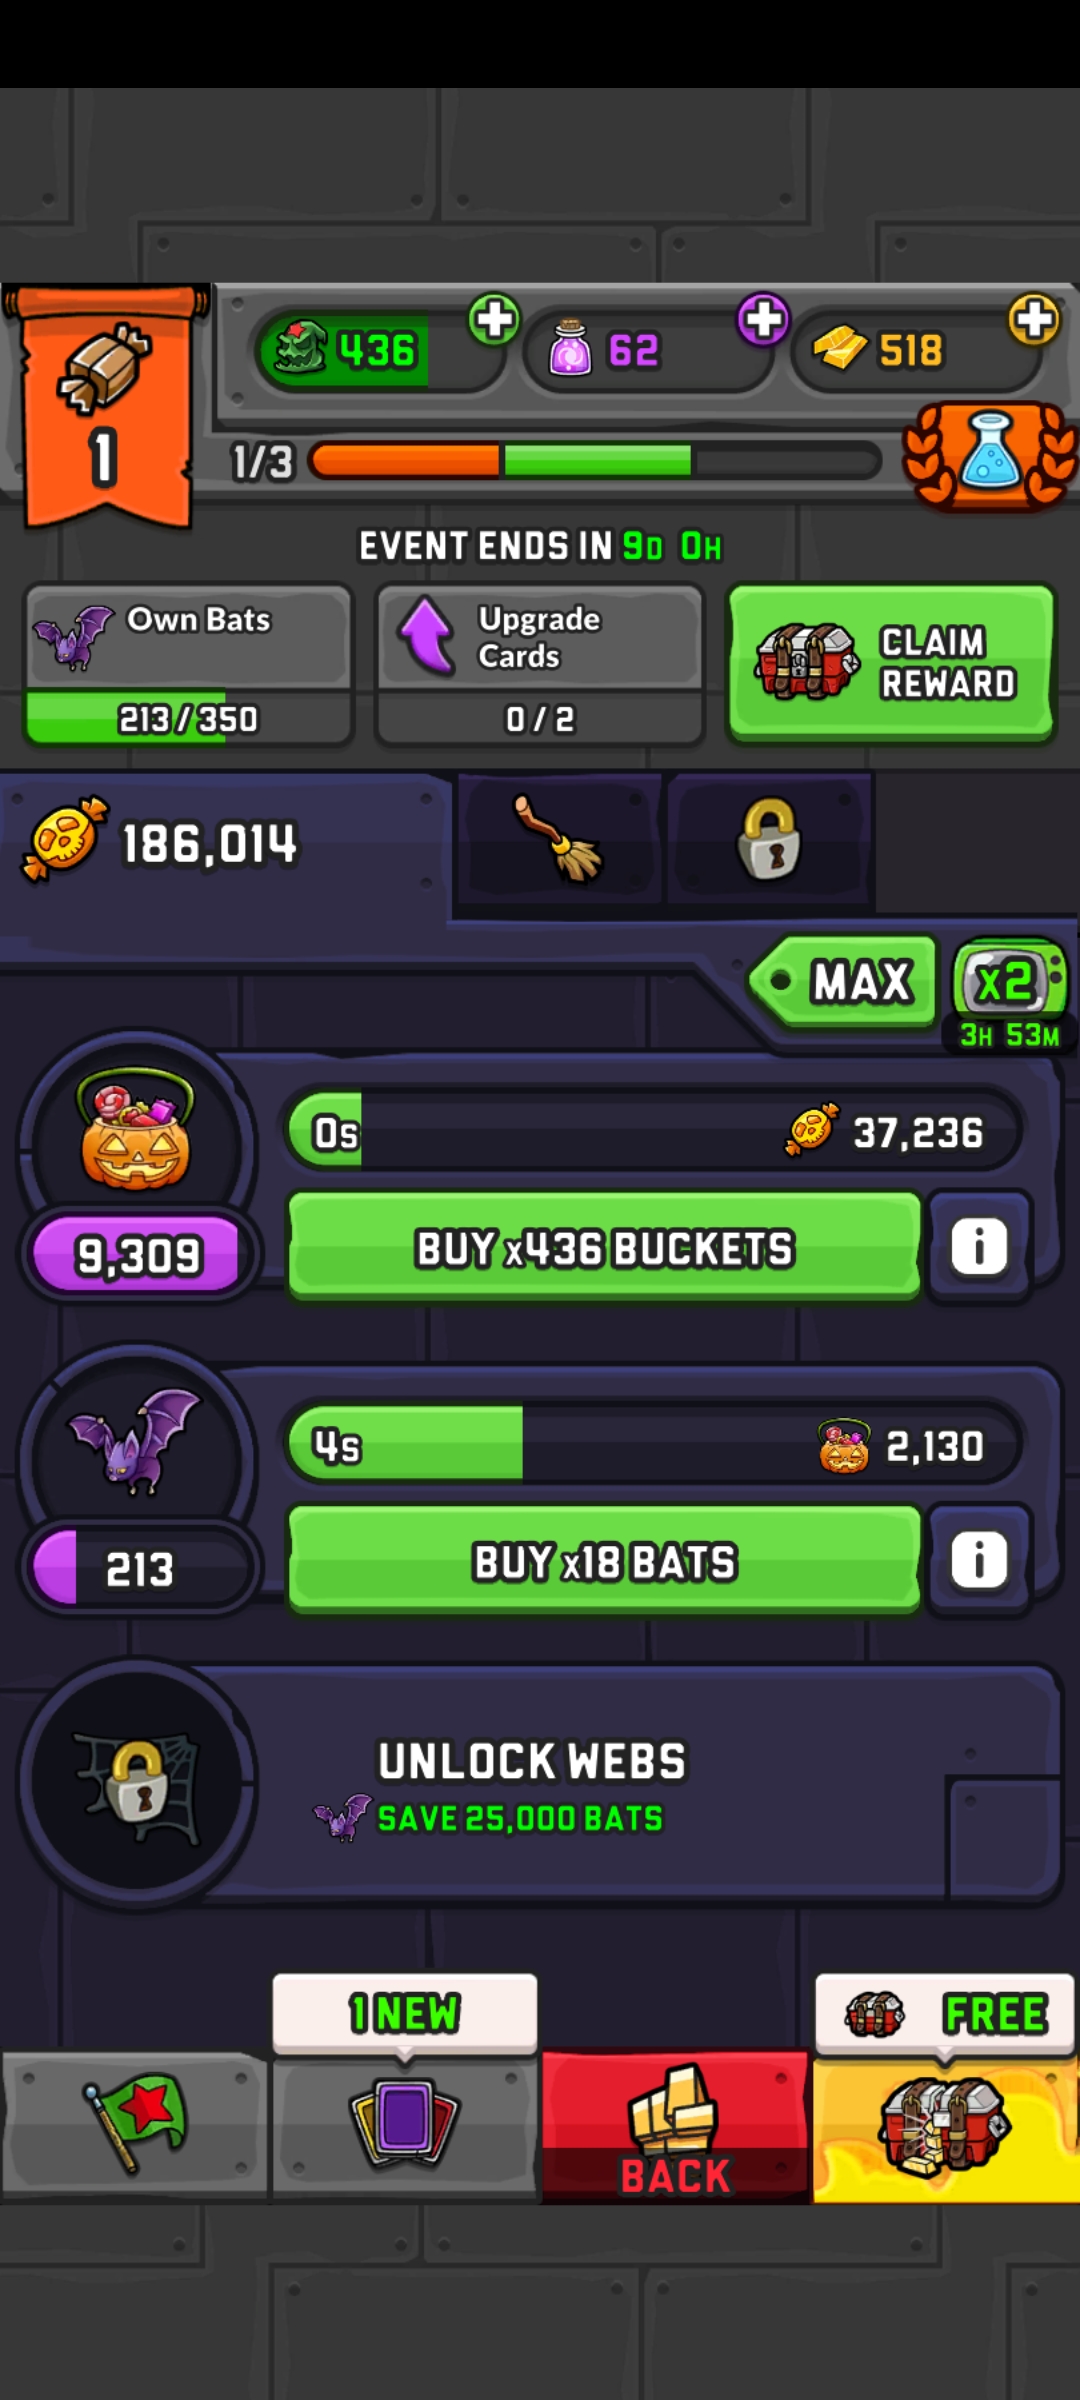 436
62
518
1
1/3
EVENT ENDS IN 9D 0H
Own Bats
213/350
Upgrade
Cards
0/2
CLAIM
REWARD
186,014
MAX
x2
3H 53M
0s
37,236
9,309
BUY x436 BUCKETS
i
4s
2,130
213
BUY x18 BATS
i
UNLOCK WEBS
SAVE 25,000 BATS
1 NEW
FREE
BACK